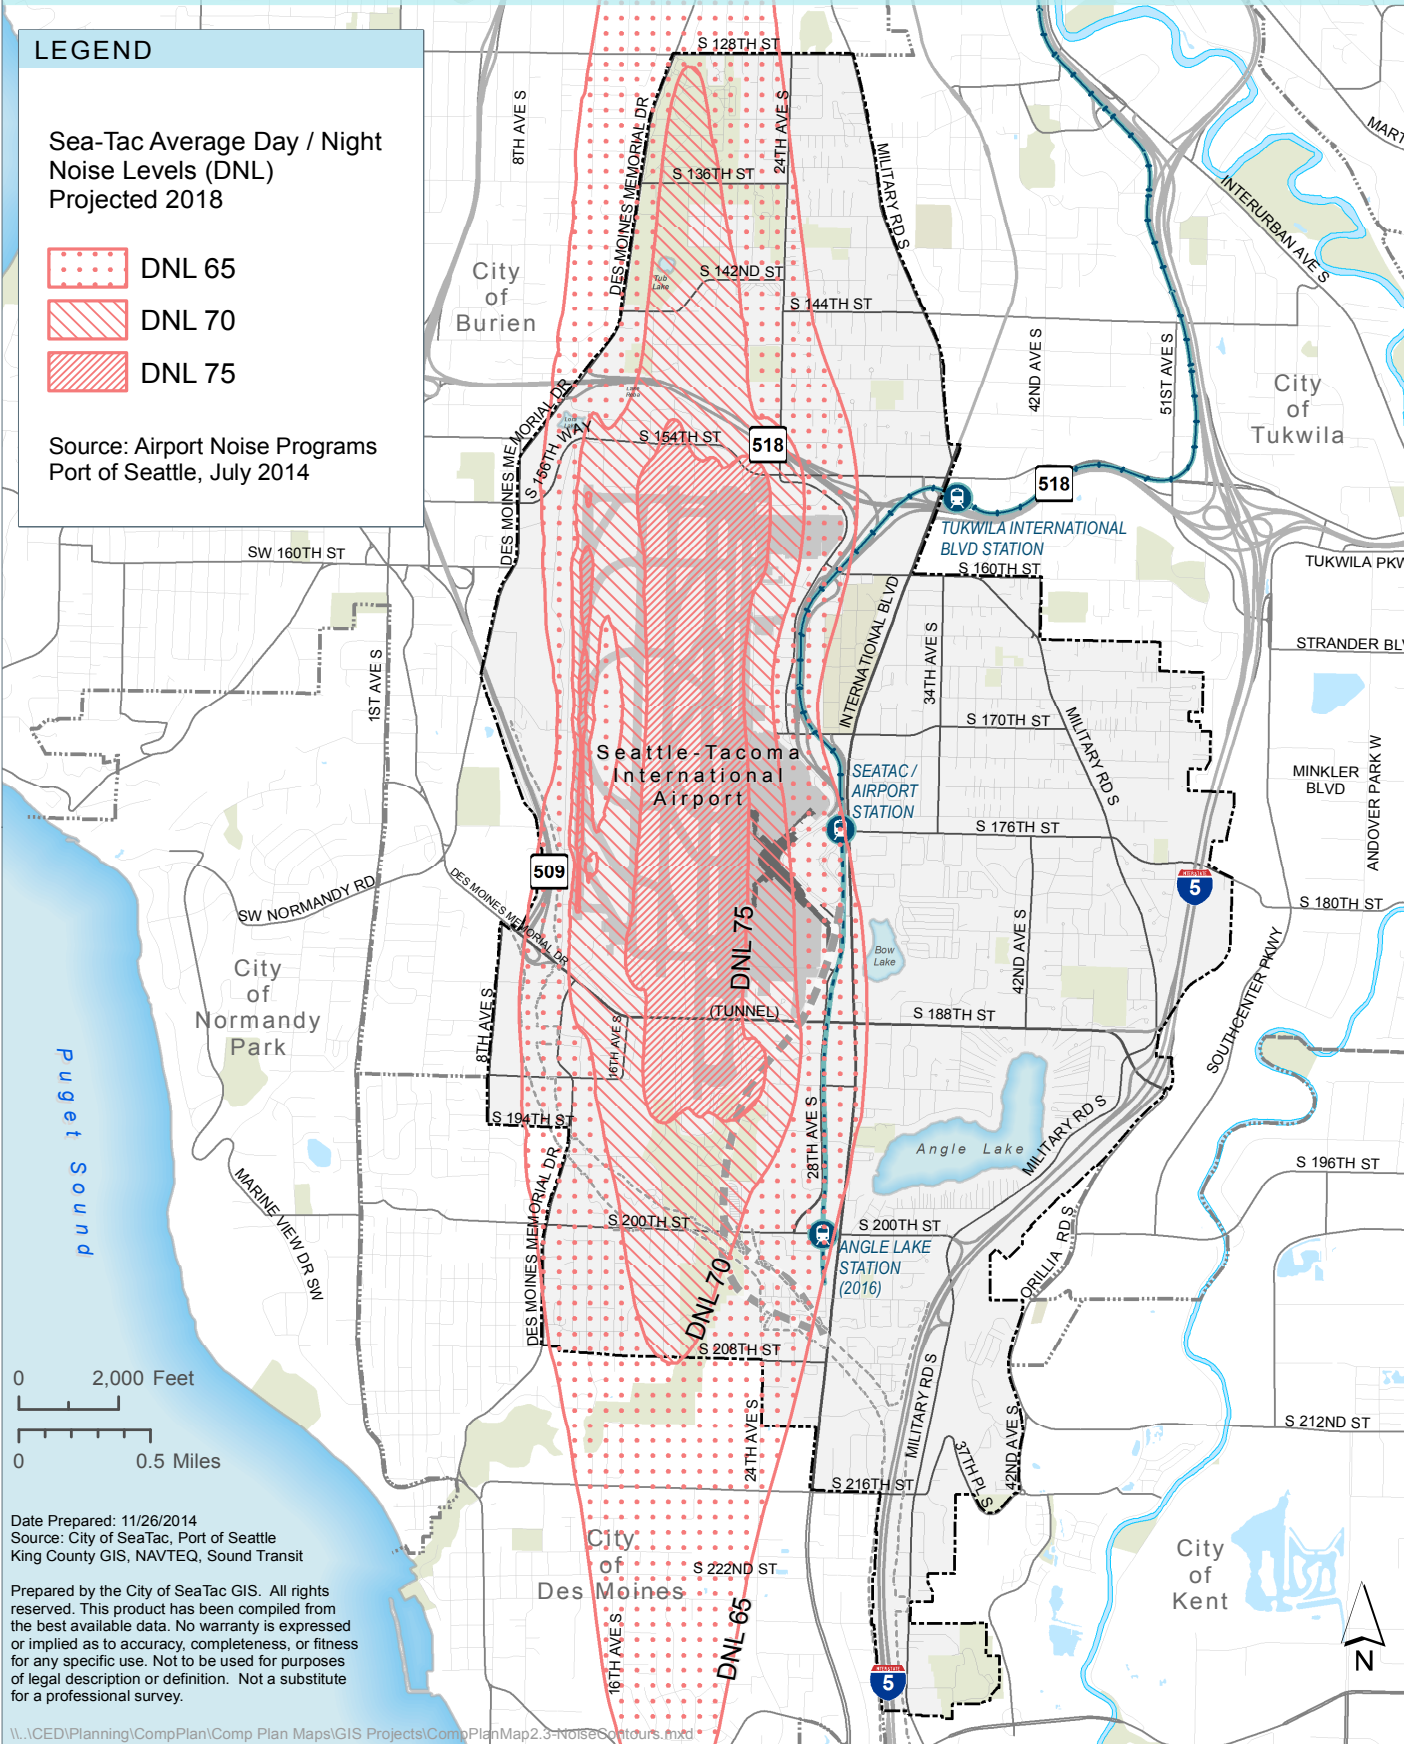 LEGEND
Sea-Tac Average Day / Night
Noise Levels (DNL)
Projected 2018
DNL 65
DNL 70
DNL 75
Source: Airport Noise Programs
Port of Seattle, July 2014
S 128TH ST
8TH AVE S
DES MOINES MEMORIAL DR
24TH AVE S
MILITARY RD S
S 136TH ST
INTERURBAN AVE S
City
of
Burien
Tub
Lake
S 142ND ST
S 144TH ST
42ND AVE S
51ST AVE S
City
of
Tukwila
DES MOINES MEMORIAL DR
S 156TH WAY
Lora
Lake
Lake
Reba
S 154TH ST
518
518
TUKWILA INTERNATIONAL
BLVD STATION
S 160TH ST
SW 160TH ST
TUKWILA PKW
STRANDER BLV
1ST AVE S
INTERNATIONAL BLVD
34TH AVE S
S 170TH ST
MILITARY RD S
Seattle-Tacoma
International
Airport
SEATAC /
AIRPORT
STATION
MINKLER
BLVD
ANDOVER PARK W
S 176TH ST
509
INTERSTATE
5
SW NORMANDY RD
DES MOINES MEMORIAL DR
DNL 75
Bow
Lake
42ND AVE S
S 180TH ST
SOUTHCENTER PKWY
City
of
Normandy
Park
8TH AVE S
16TH AVE S
(TUNNEL)
S 188TH ST
Puget Sound
S 194TH ST
28TH AVE S
Angle Lake
MILITARY RD S
S 196TH ST
MARINE VIEW DR SW
DES MOINES MEMORIAL DR
S 200TH ST
S 200TH ST
ANGLE LAKE
STATION
(2016)
ORILLIA RD S
DNL 70
S 208TH ST
0 2,000 Feet
0 0.5 Miles
24TH AVE S
MILITARY RD S
37TH PL S
42ND AVE S
S 212ND ST
S 216TH ST
City
of
Des Moines
S 222ND ST
16TH AVE S
DNL 65
INTERSTATE
5
City
of
Kent
N
Date Prepared: 11/26/2014
Source: City of SeaTac, Port of Seattle
King County GIS, NAVTEQ, Sound Transit
Prepared by the City of SeaTac GIS. All rights
reserved. This product has been compiled from
the best available data. No warranty is expressed
or implied as to accuracy, completeness, or fitness
for any specific use. Not to be used for purposes
of legal description or definition. Not a substitute
for a professional survey.
\\..\CED\Planning\CompPlan\Comp Plan Maps\GIS Projects\CompPlanMap2.3-NoiseContours.mxd